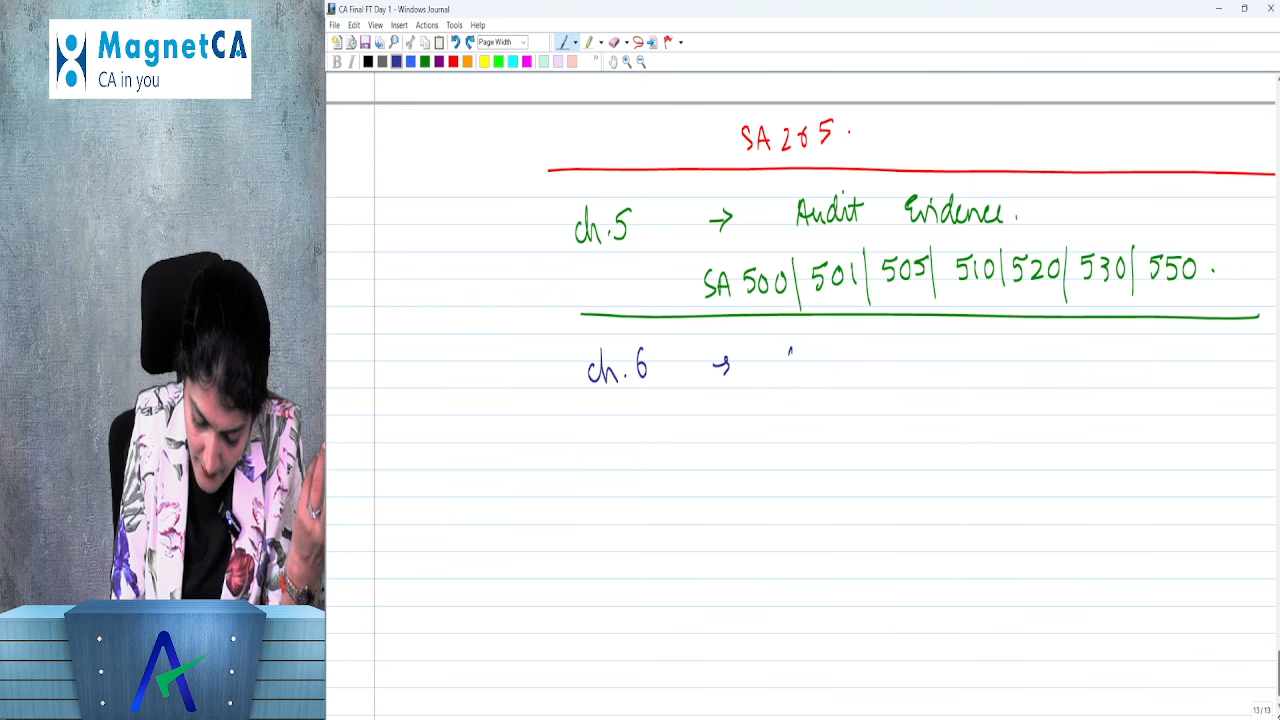 MagnetCA
CA in you
CA Final FT Day 1 - Windows Journal
File Edit View Insert Actions Tools Help
Page Width
B I
SA 265.
ch.5 → Audit Evidence.
SA 500| 501| 505| 510| 520| 530| 550.
ch.6 →
13/13